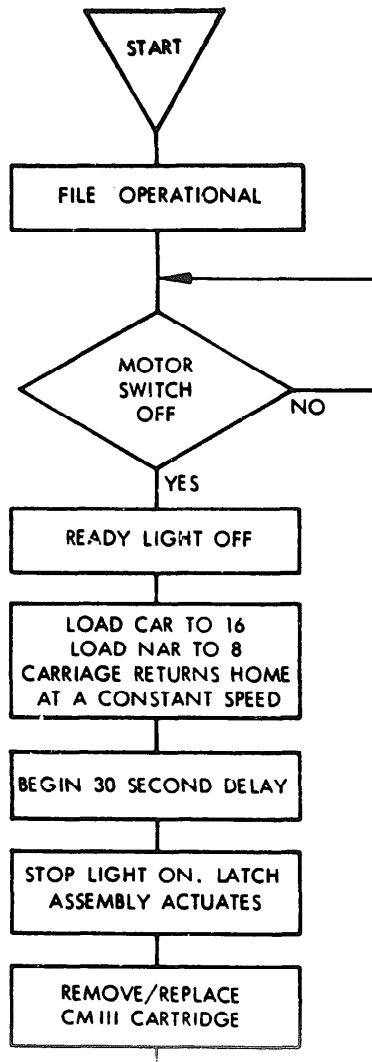 START
FILE OPERATIONAL
MOTOR
SWITCH
OFF
NO
YES
READY LIGHT OFF
LOAD CAR TO 16
LOAD NAR TO 8
CARRIAGE RETURNS HOME
AT A CONSTANT SPEED
BEGIN 30 SECOND DELAY
STOP LIGHT ON. LATCH
ASSEMBLY ACTUATES
REMOVE/REPLACE
CMIII CARTRIDGE